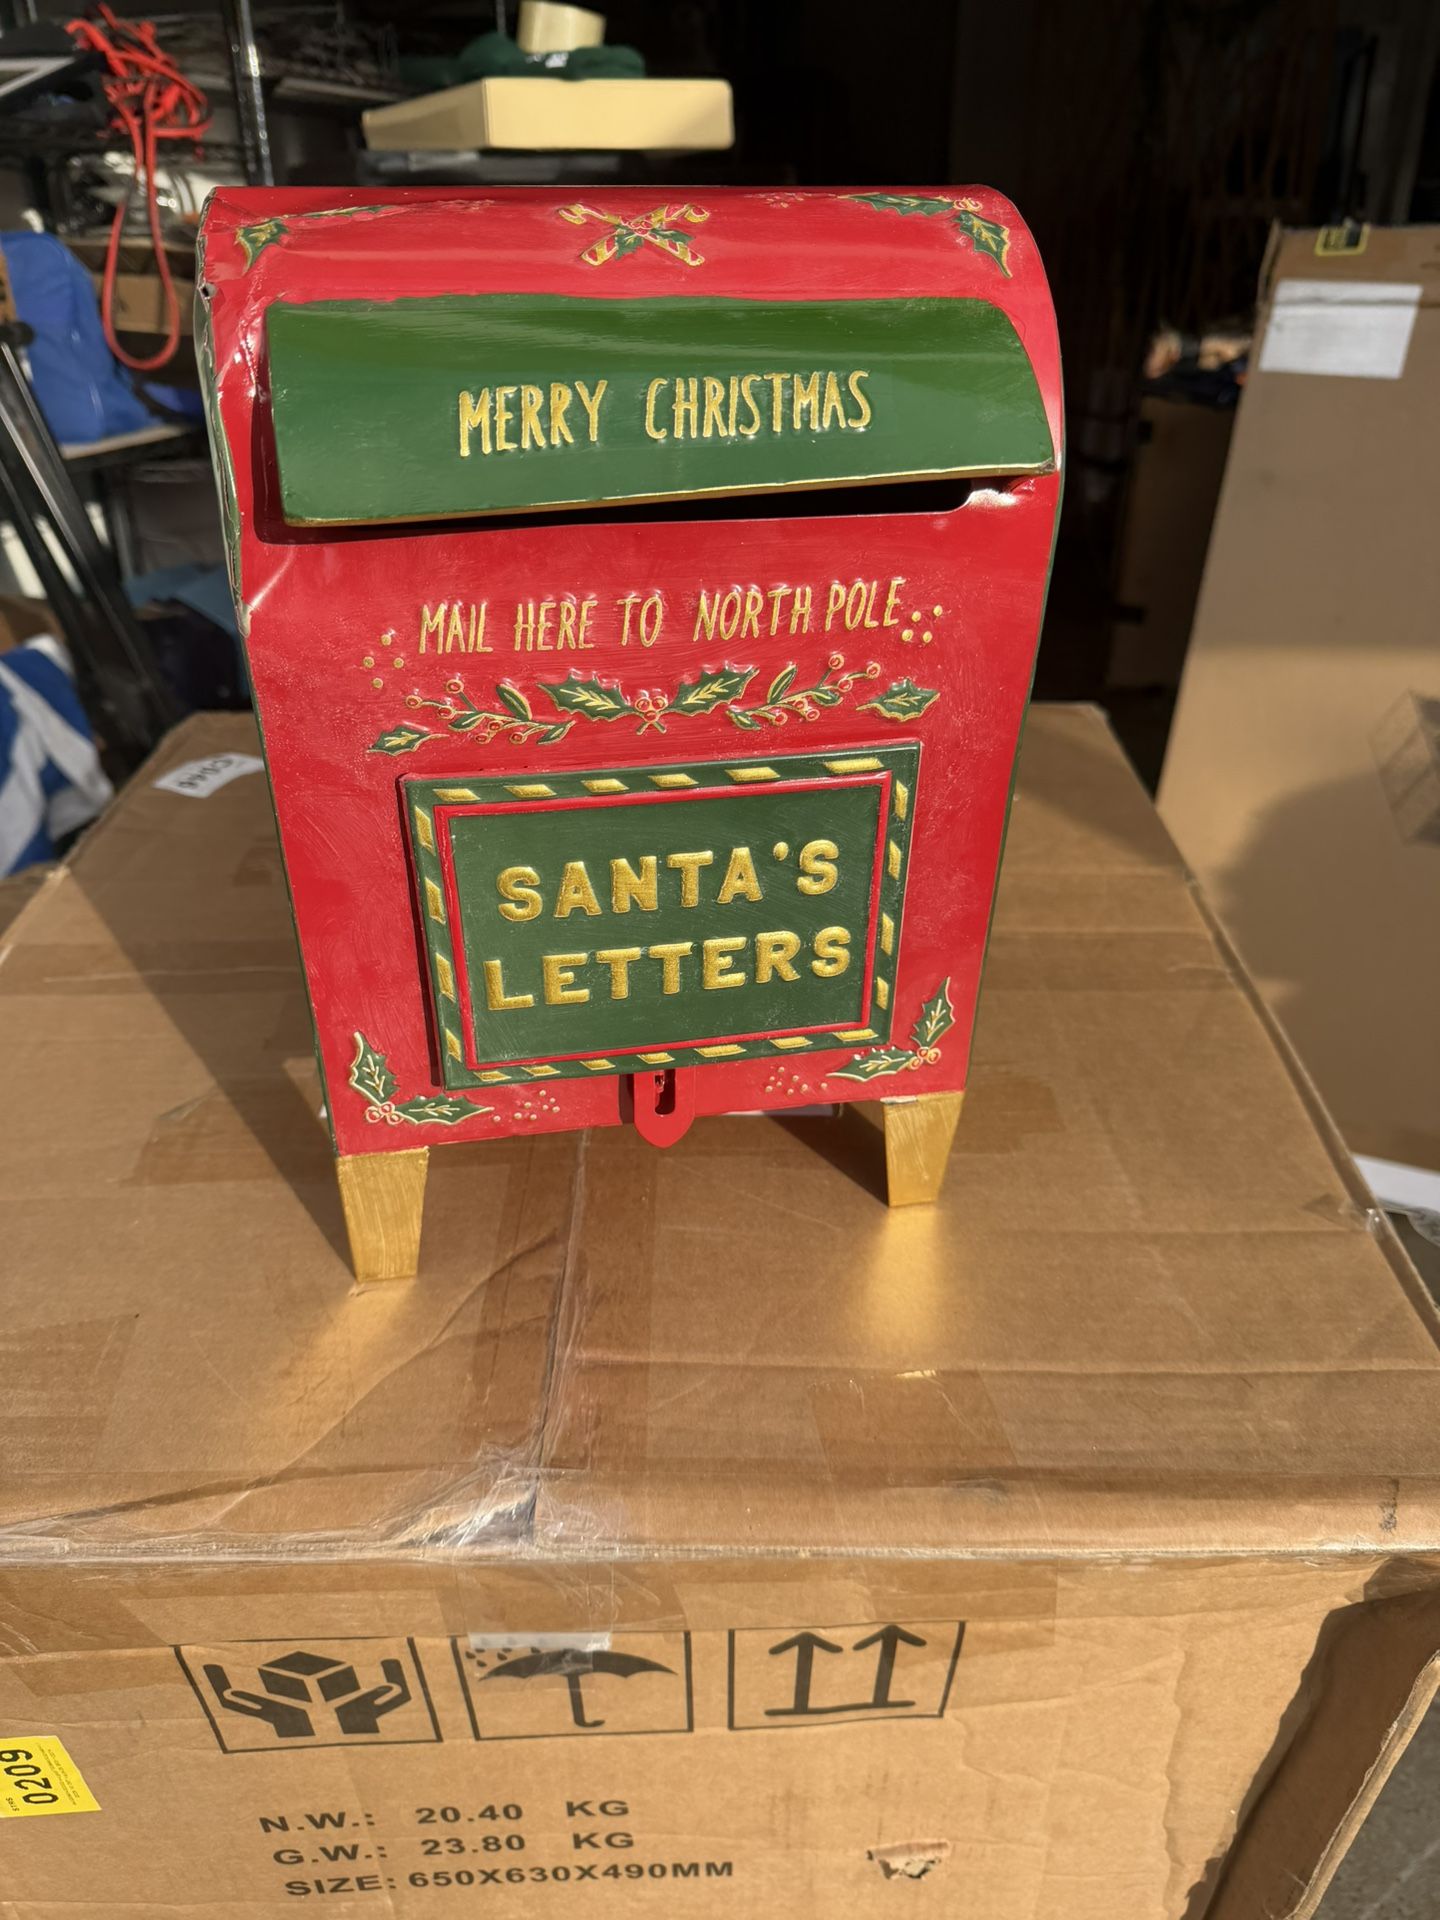 MERRY CHRISTMAS
MAIL HERE TO NORTH POLE
SANTA'S
LETTERS
0209
N.W.: 20.40 KG
G.W.: 23.80 KG
SIZE: 650X630X490MM